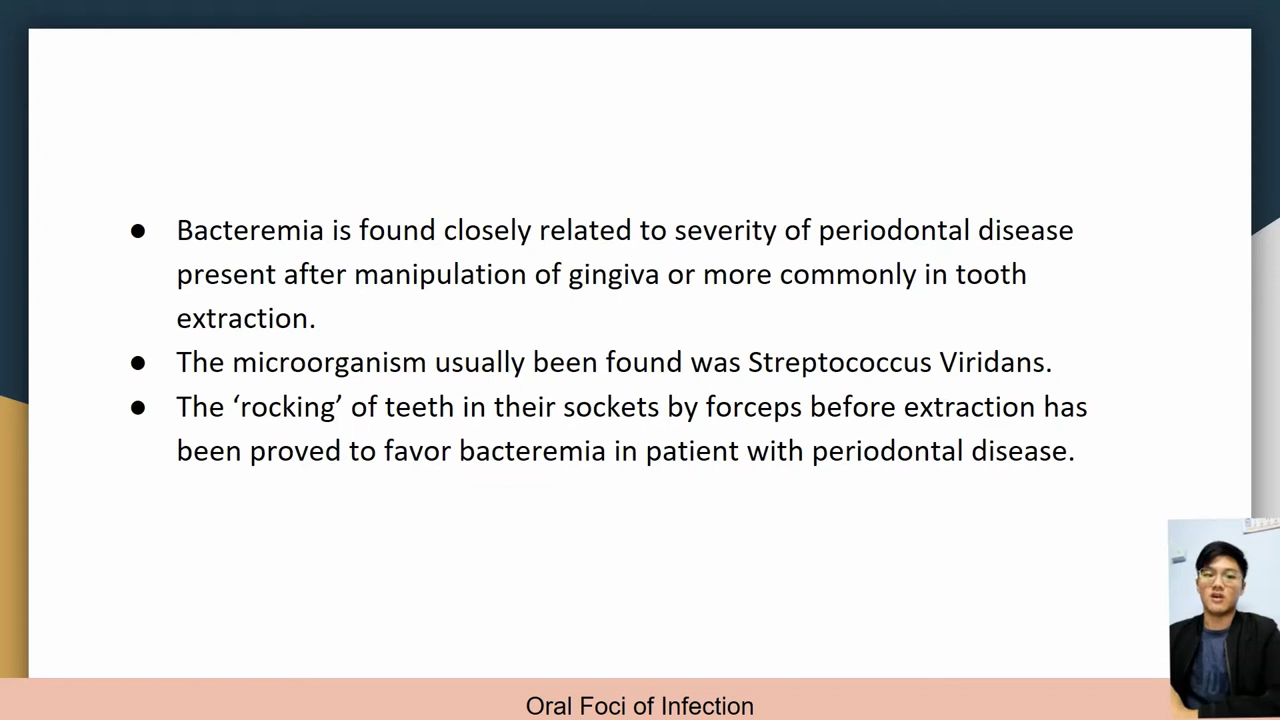 ● Bacteremia is found closely related to severity of periodontal disease
present after manipulation of gingiva or more commonly in tooth
extraction.
● The microorganism usually been found was Streptococcus Viridans.
● The ‘rocking’ of teeth in their sockets by forceps before extraction has
been proved to favor bacteremia in patient with periodontal disease.
Oral Foci of Infection